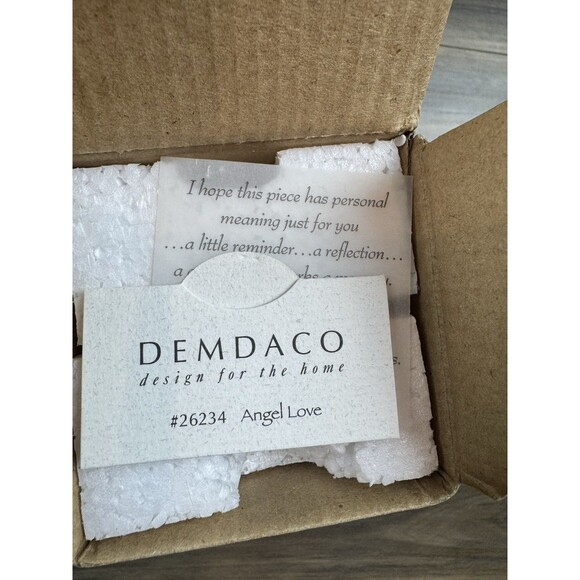 I hope this piece has personal
meaning just for you
...a little reminder...a reflection...
a
DEMDACO
design for the home
#26234 Angel Love